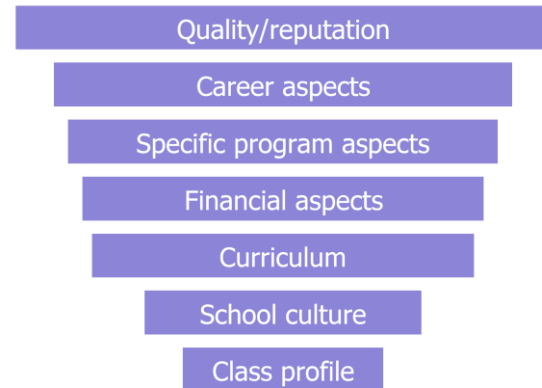 Quality/reputation
Career aspects
Specific program aspects
Financial aspects
Curriculum
School culture
Class profile